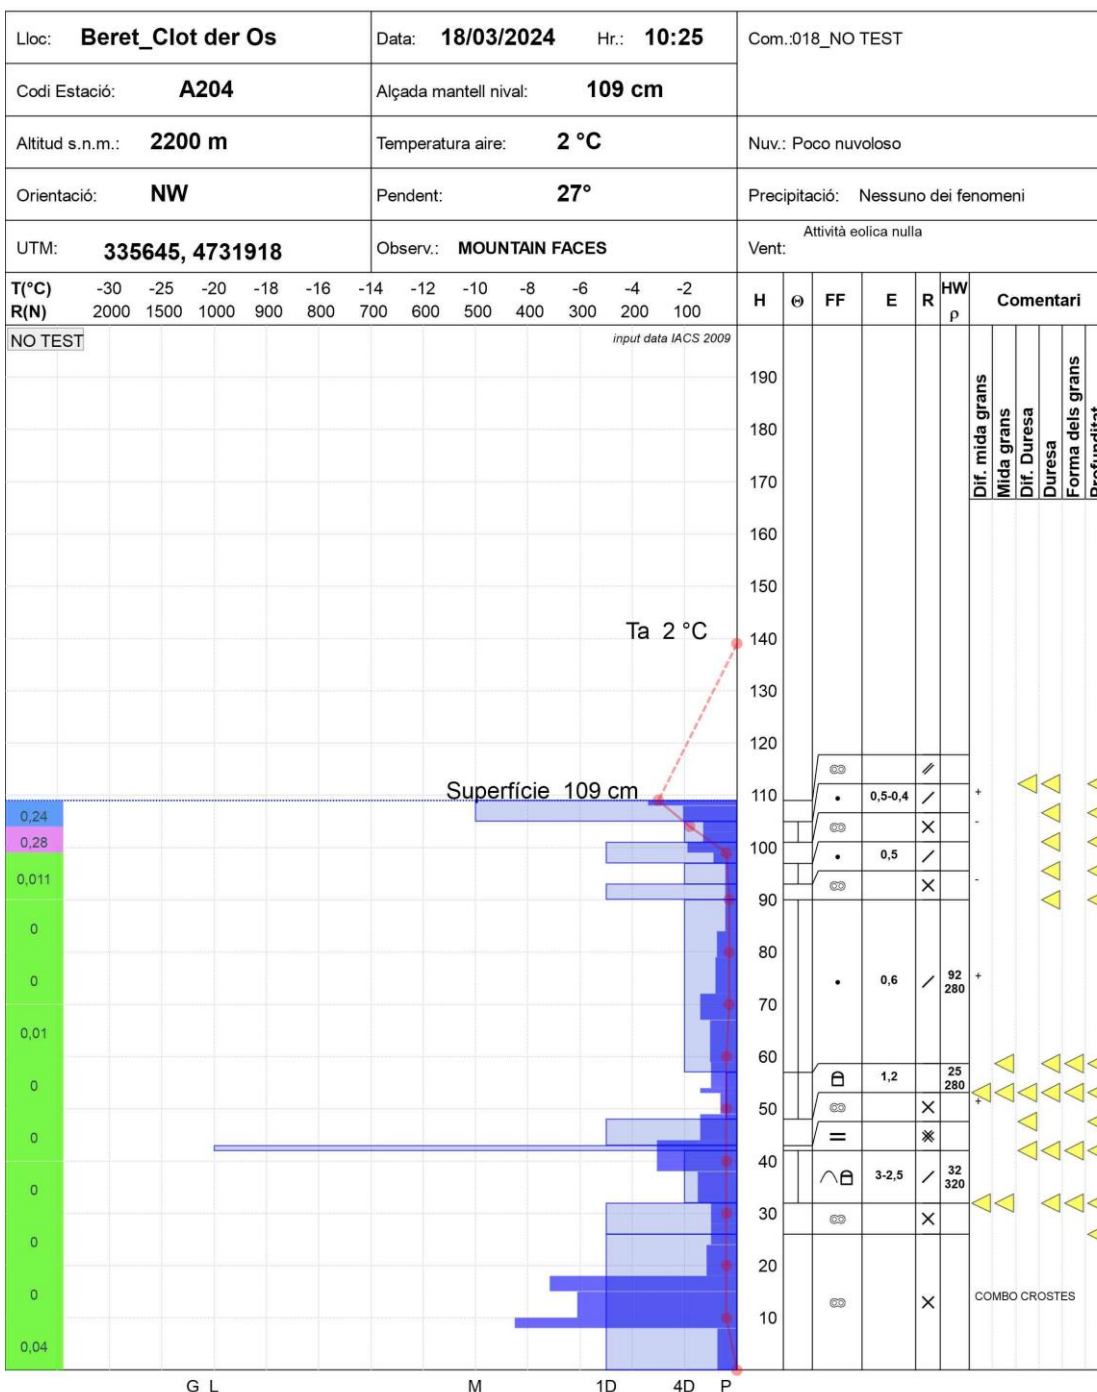 Lloc: Beret_Clot der Os Data: 18/03/2024 Hr.: 10:25 Com.:018_NO TEST
Codi Estació: A204 Alçada mantell nival: 109 cm
Altitud s.n.m.: 2200 m Temperatura aire: 2 °C Nuv.: Poco nuvoloso
Orientació: NW Pendent: 27° Precipitació: Nessuno dei fenomeni
UTM: 335645, 4731918 Observ.: MOUNTAIN FACES Vent: Attività eolica nulla
T(°C) -30 -25 -20 -18 -16 -14 -12 -10 -8 -6 -4 -2
R(N) 2000 1500 1000 900 800 700 600 500 400 300 200 100
H Θ FF E R HW ρ Comentari
NO TEST
input data IACS 2009
Dif. mida grans
Mida grans
Dif. Duresa
Duresa
Forma dels grans
Profunditat
190
180
170
160
150
Ta 2 °C
140
130
120
Superfície 109 cm
110
100
90
80
70
60
50
40
30
20
10
0,24
0,28
0,011
0
0
0,01
0
0
0
0
0
0,04
0,5-0,4 +
-
0,5
-
0,6 92 +
280
1,2 25
280
+
3-2,5 32
320
COMBO CROSTES
G L M 1D 4D P